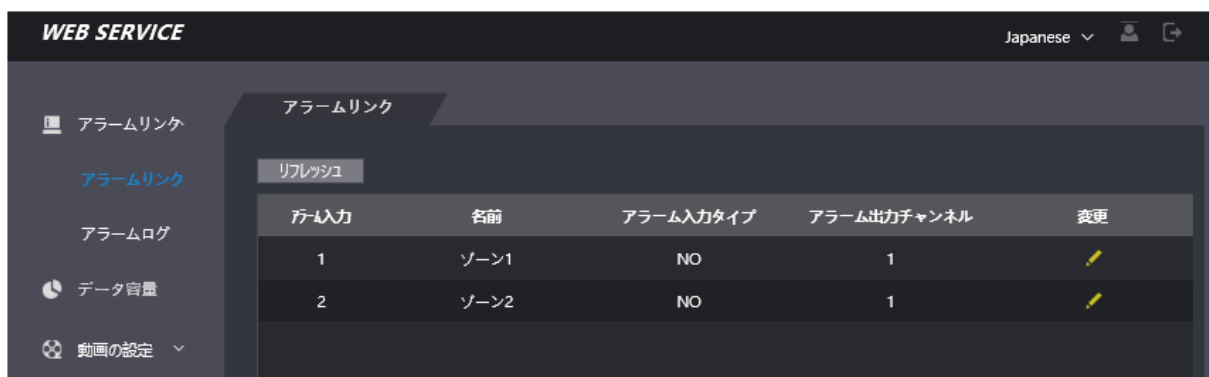 WEB SERVICE
Japanese
アラームリンク
アラームリンク
アラームログ
データ容量
動画の設定
アラームリンク
リフレッシュ
アラーム入力 名前 アラーム入力タイプ アラーム出力チャンネル 変更
1 ゾーン1 NO 1
2 ゾーン2 NO 1